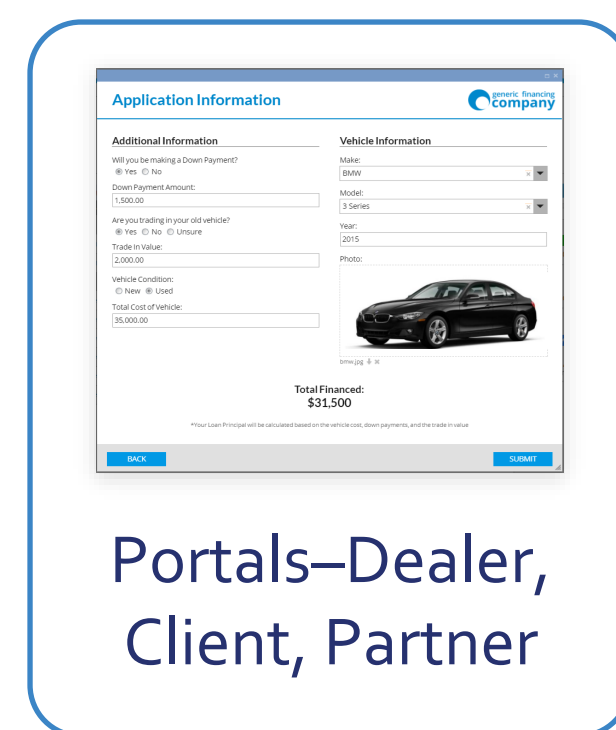 Application Information
generic financing
company
Additional Information
Will you be making a Down Payment?
Yes No
Down Payment Amount:
1,500.00
Are you trading in your old vehicle?
Yes No Unsure
Trade in Value:
2,000.00
Vehicle Condition:
New Used
Total Cost of Vehicle:
35,000.00
Vehicle Information
Make:
BMW
Model:
3 Series
Year:
2015
Photo:
bmw.jpg
Total Financed:
$31,500
*Your Loan Principal will be calculated based on the vehicle cost, down payments, and the trade in value
BACK
SUBMIT
Portals–Dealer,
Client, Partner